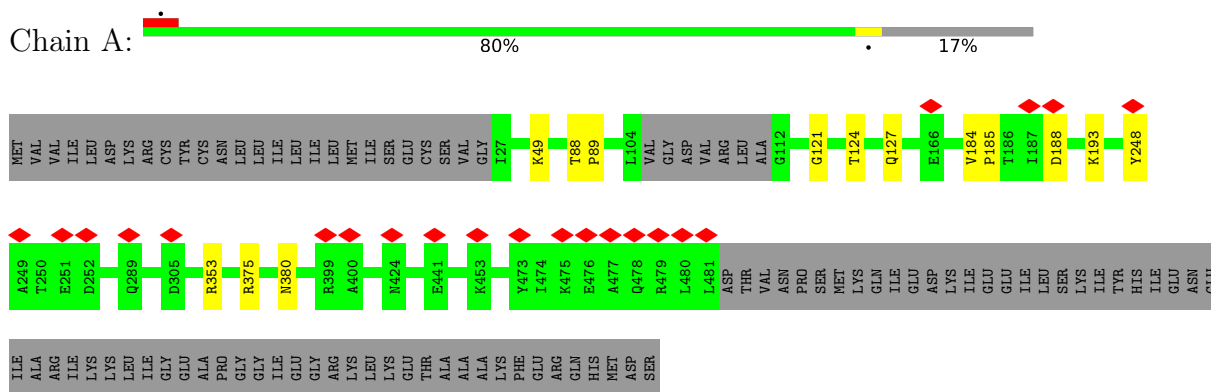 Chain A:
80% 17%
MET VAL VAL ILE LEU ASP LYS ARG CYS TYR CYS ASN LEU LEU ILE LEU ILE LEU MET ILE SER GLU CYS SER VAL GLY I27 K49 T88 P89 L104 VAL GLY ASP VAL ARG LEU ALA G112 G121 T124 Q127 E166 V184 P185 T186 I187 D188 K193 Y248
A249 T250 E251 D252 Q289 D305 R353 R375 N380 R399 A400 N424 E441 K453 Y473 I474 K475 E476 A477 Q478 R479 L480 L481 ASP THR VAL ASN PRO SER MET LYS GLN ILE GLU ASP LYS ILE GLU GLU ILE LEU SER LYS ILE TYR HIS ILE GLU ASN
ILE ALA ARG ILE LYS LYS LEU ILE GLY GLU ALA PRO GLY GLY ILE GLU GLY ARG LYS LEU LYS GLU THR ALA ALA ALA LYS PHE GLU ARG GLN HIS MET ASP SER